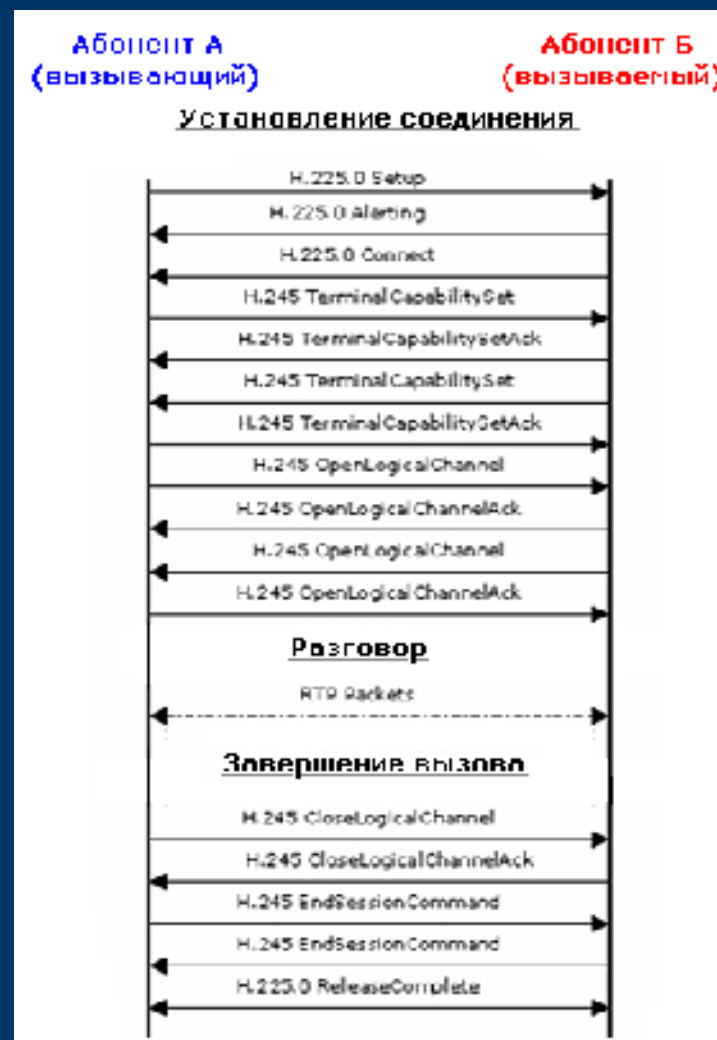 Абонент А
(вызывающий)
Абонент Б
(вызываемый)
Установление соединения
H.225.0 Setup
H.225.0 Alerting
H.225.0 Connect
H.245 TerminalCapabilitySet
H.245 TerminalCapabilitySetAck
H.245 TerminalCapabilitySet
H.245 TerminalCapabilitySetAck
H.245 OpenLogicalChannel
H.245 OpenLogicalChannelAck
H.245 OpenLogicalChannel
H.245 OpenLogicalChannelAck
Разговор
RTP Packets
Завершение вызова
H.245 CloseLogicalChannel
H.245 CloseLogicalChannelAck
H.245 EndSessionCommand
H.245 EndSessionCommand
H.225.0 ReleaseComplete